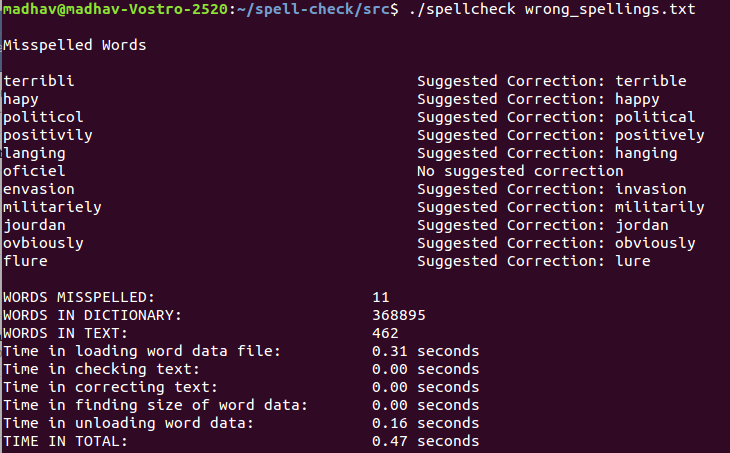 madhav@madhav-Vostro-2520:~/spell-check/src$ ./spellcheck wrong_spellings.txt
Misspelled Words
terribli Suggested Correction: terrible
hapy Suggested Correction: happy
politicol Suggested Correction: political
positivily Suggested Correction: positively
langing Suggested Correction: hanging
oficiel No suggested correction
envasion Suggested Correction: invasion
militariely Suggested Correction: militarily
jourdan Suggested Correction: jordan
ovbiously Suggested Correction: obviously
flure Suggested Correction: lure
WORDS MISSPELLED: 11
WORDS IN DICTIONARY: 368895
WORDS IN TEXT: 462
Time in loading word data file: 0.31 seconds
Time in checking text: 0.00 seconds
Time in correcting text: 0.00 seconds
Time in finding size of word data: 0.00 seconds
Time in unloading word data: 0.16 seconds
TIME IN TOTAL: 0.47 seconds